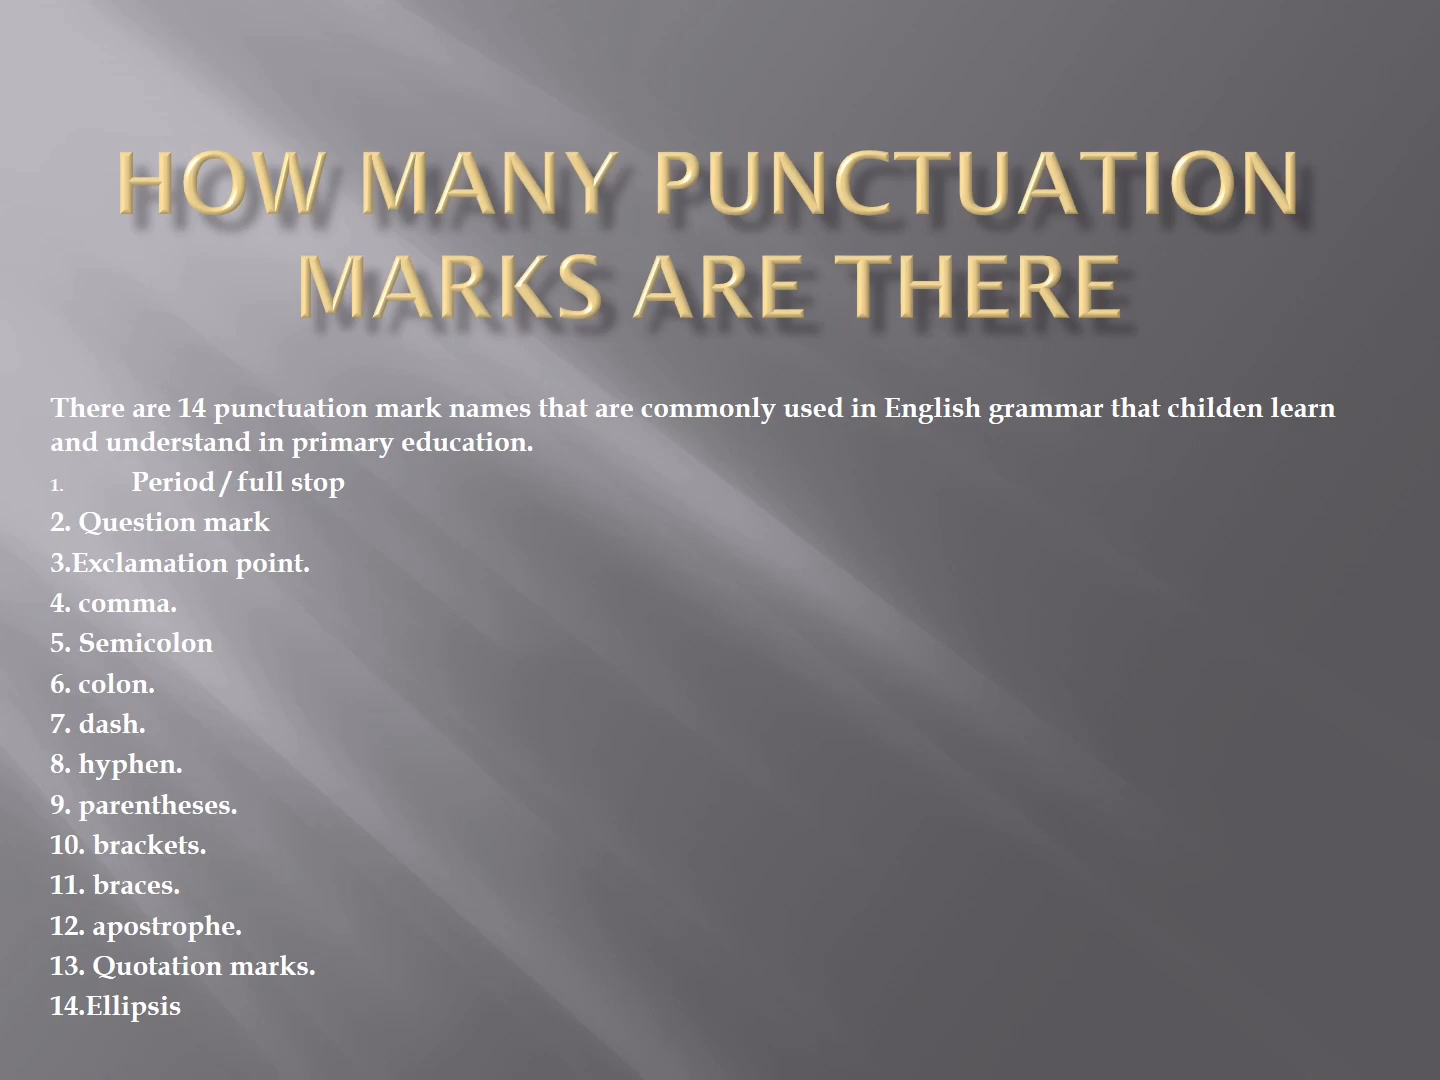 HOW MANY PUNCTUATION
MARKS ARE THERE
There are 14 punctuation mark names that are commonly used in English grammar that childen learn
and understand in primary education.
1. Period / full stop
2. Question mark
3.Exclamation point.
4. comma.
5. Semicolon
6. colon.
7. dash.
8. hyphen.
9. parentheses.
10. brackets.
11. braces.
12. apostrophe.
13. Quotation marks.
14.Ellipsis